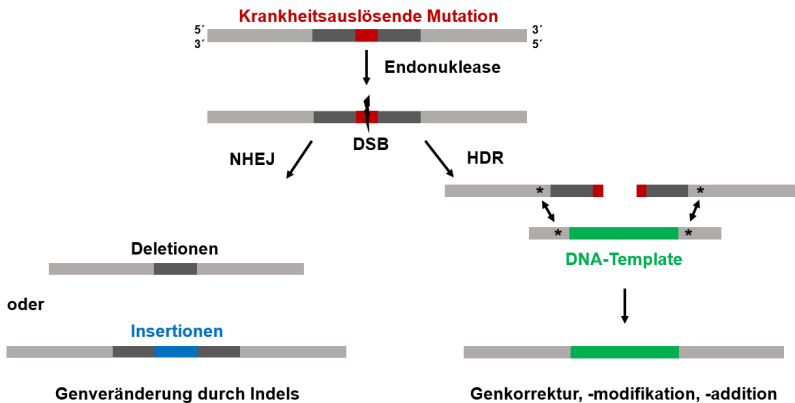 Krankheitsauslösende Mutation
5´ 3´
3´ 5´
Endonuklease
DSB
NHEJ
HDR
* *
* *
DNA-Template
Deletionen
oder
Insertionen
Genveränderung durch Indels
Genkorrektur, -modifikation, -addition